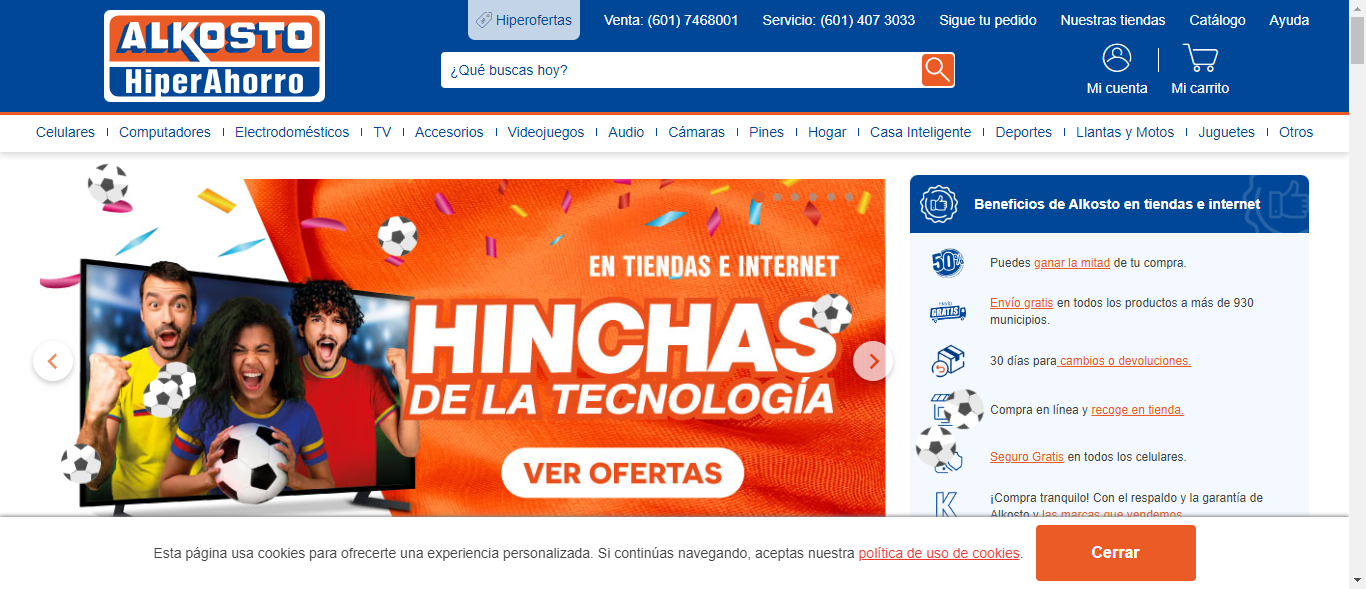 ALKOSTO
HiperAhorro
Hiperofertas
Venta: (601) 7468001
Servicio: (601) 407 3033
Sigue tu pedido
Nuestras tiendas
Catálogo
Ayuda
¿Qué buscas hoy?
Mi cuenta
Mi carrito
Celulares
Computadores
Electrodomésticos
TV
Accesorios
Videojuegos
Audio
Cámaras
Pines
Hogar
Casa Inteligente
Deportes
Llantas y Motos
Juguetes
Otros
EN TIENDAS E INTERNET
HINCHAS
DE LA TECNOLOGÍA
VER OFERTAS
Beneficios de Alkosto en tiendas e internet
50%
Puedes ganar la mitad de tu compra.
ENVÍO
GRATIS
Envío gratis en todos los productos a más de 930
municipios.
30 días para cambios o devoluciones.
Compra en línea y recoge en tienda.
Seguro Gratis en todos los celulares.
K
¡Compra tranquilo! Con el respaldo y la garantía de
Alkosto y las marcas que vendemos
Esta página usa cookies para ofrecerte una experiencia personalizada. Si continúas navegando, aceptas nuestra política de uso de cookies.
Cerrar